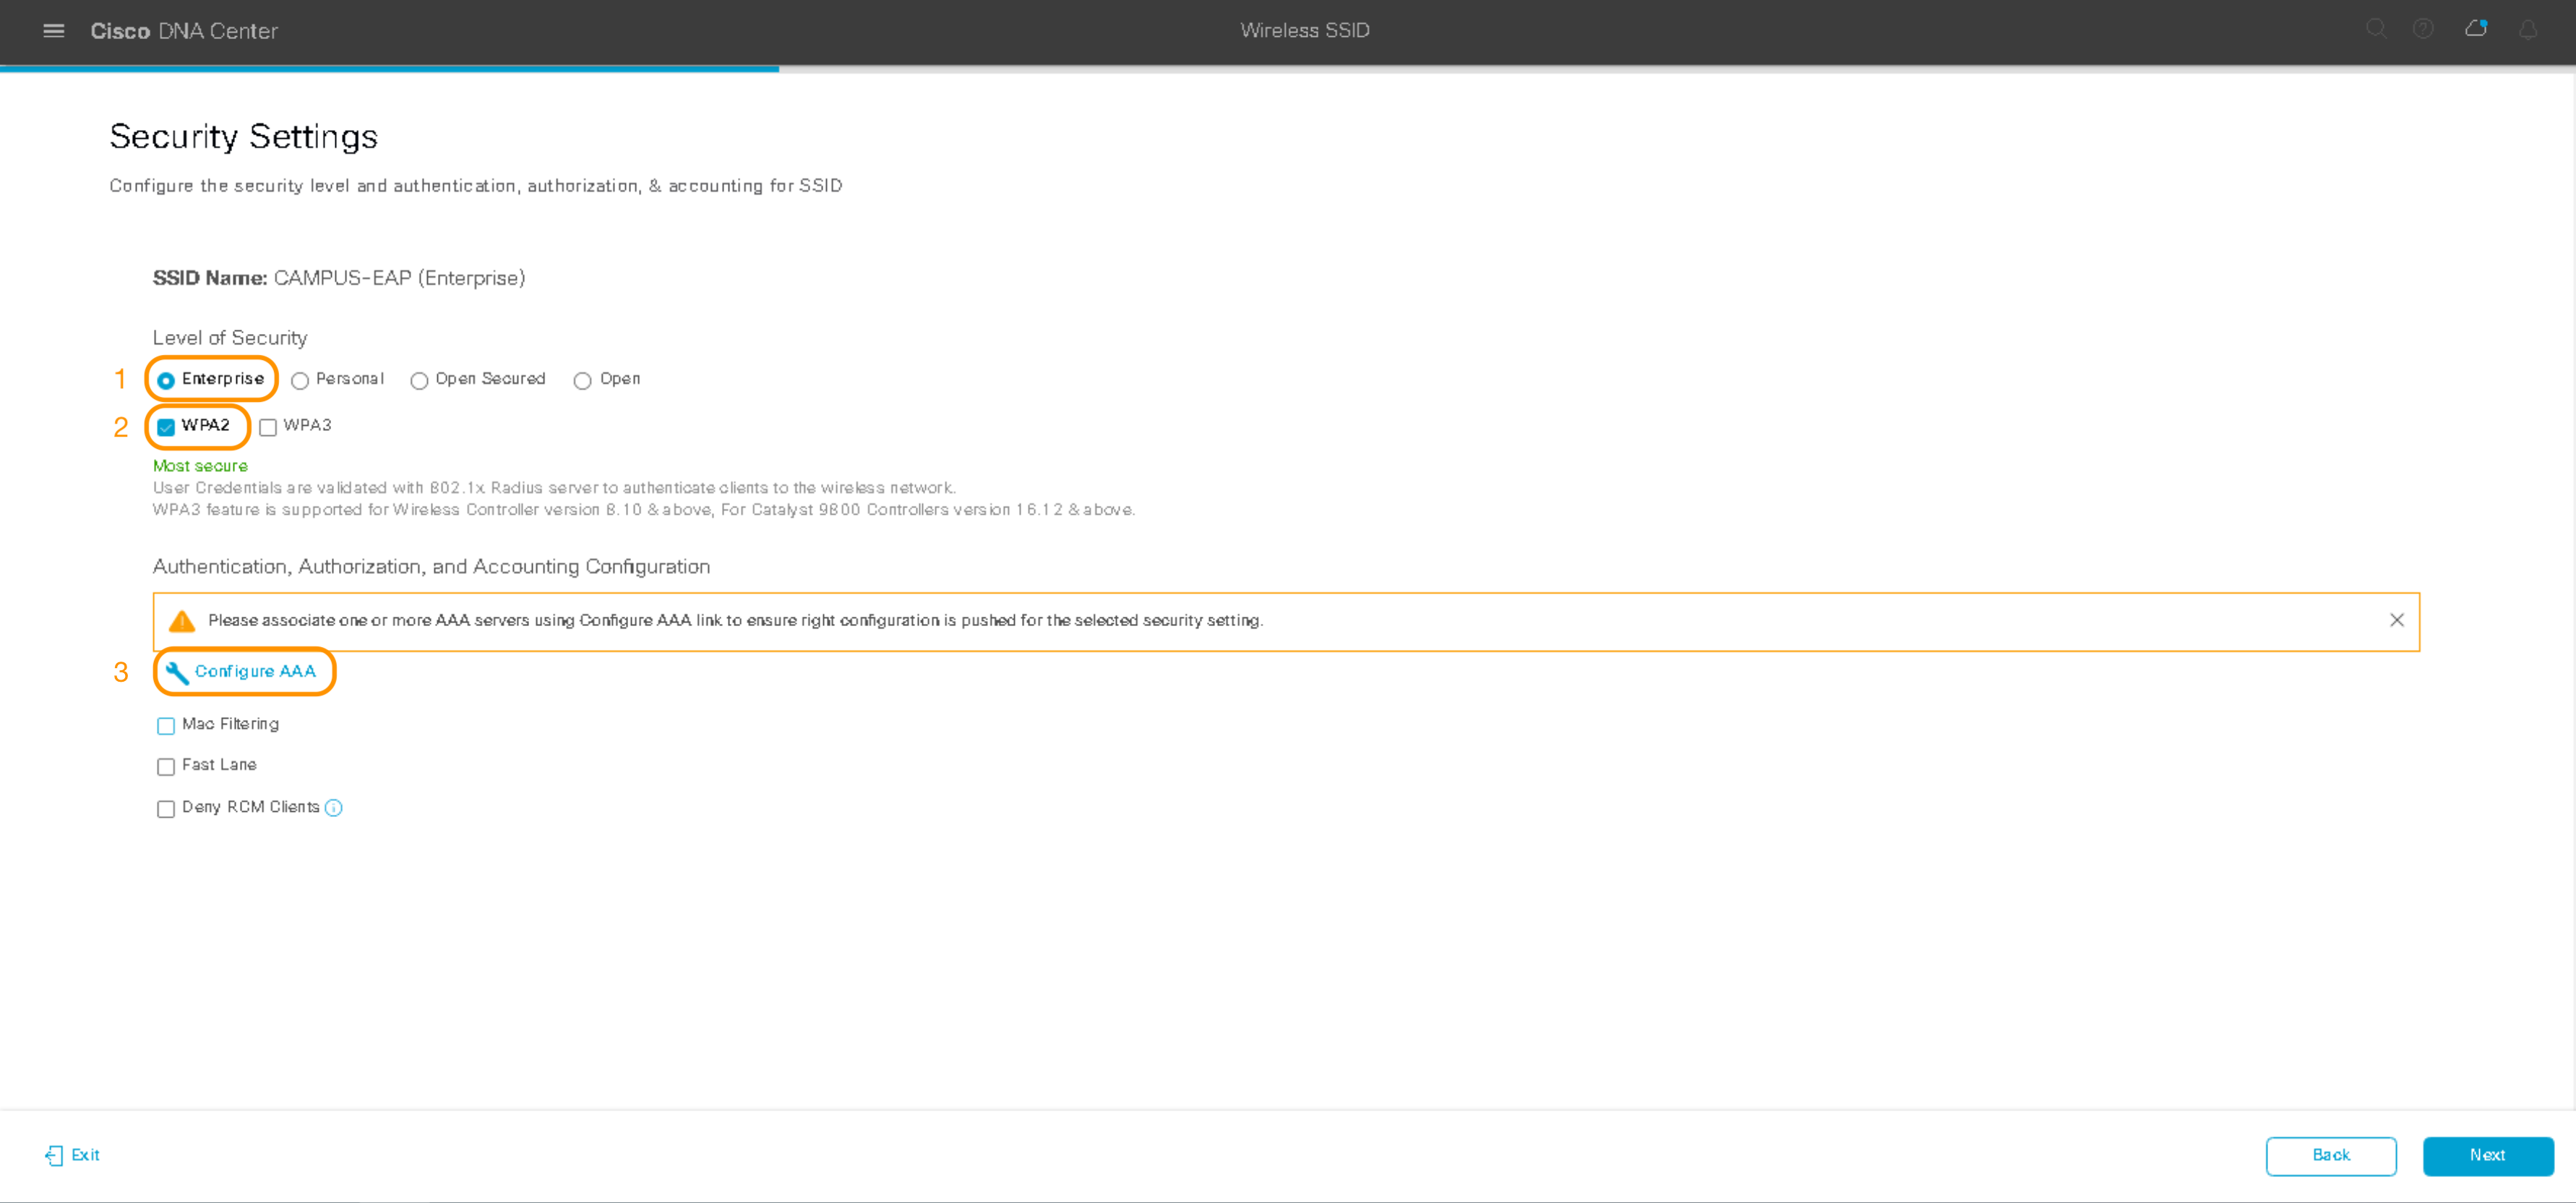 Cisco DNA Center
Wireless SSID
Security Settings
Configure the security level and authentication, authorization, & accounting for SSID
SSID Name: CAMPUS-EAP (Enterprise)
Level of Security
1 Enterprise Personal Open Secured Open
2 WPA2 WPA3
Most secure
User Credentials are validated with 802.1x Radius server to authenticate clients to the wireless network.
WPA3 feature is supported for Wireless Controller version 8.10 & above, For Catalyst 9800 Controllers version 16.12 & above.
Authentication, Authorization, and Accounting Configuration
Please associate one or more AAA servers using Configure AAA link to ensure right configuration is pushed for the selected security setting.
3 Configure AAA
Mac Filtering
Fast Lane
Deny RCM Clients
Exit
Back
Next